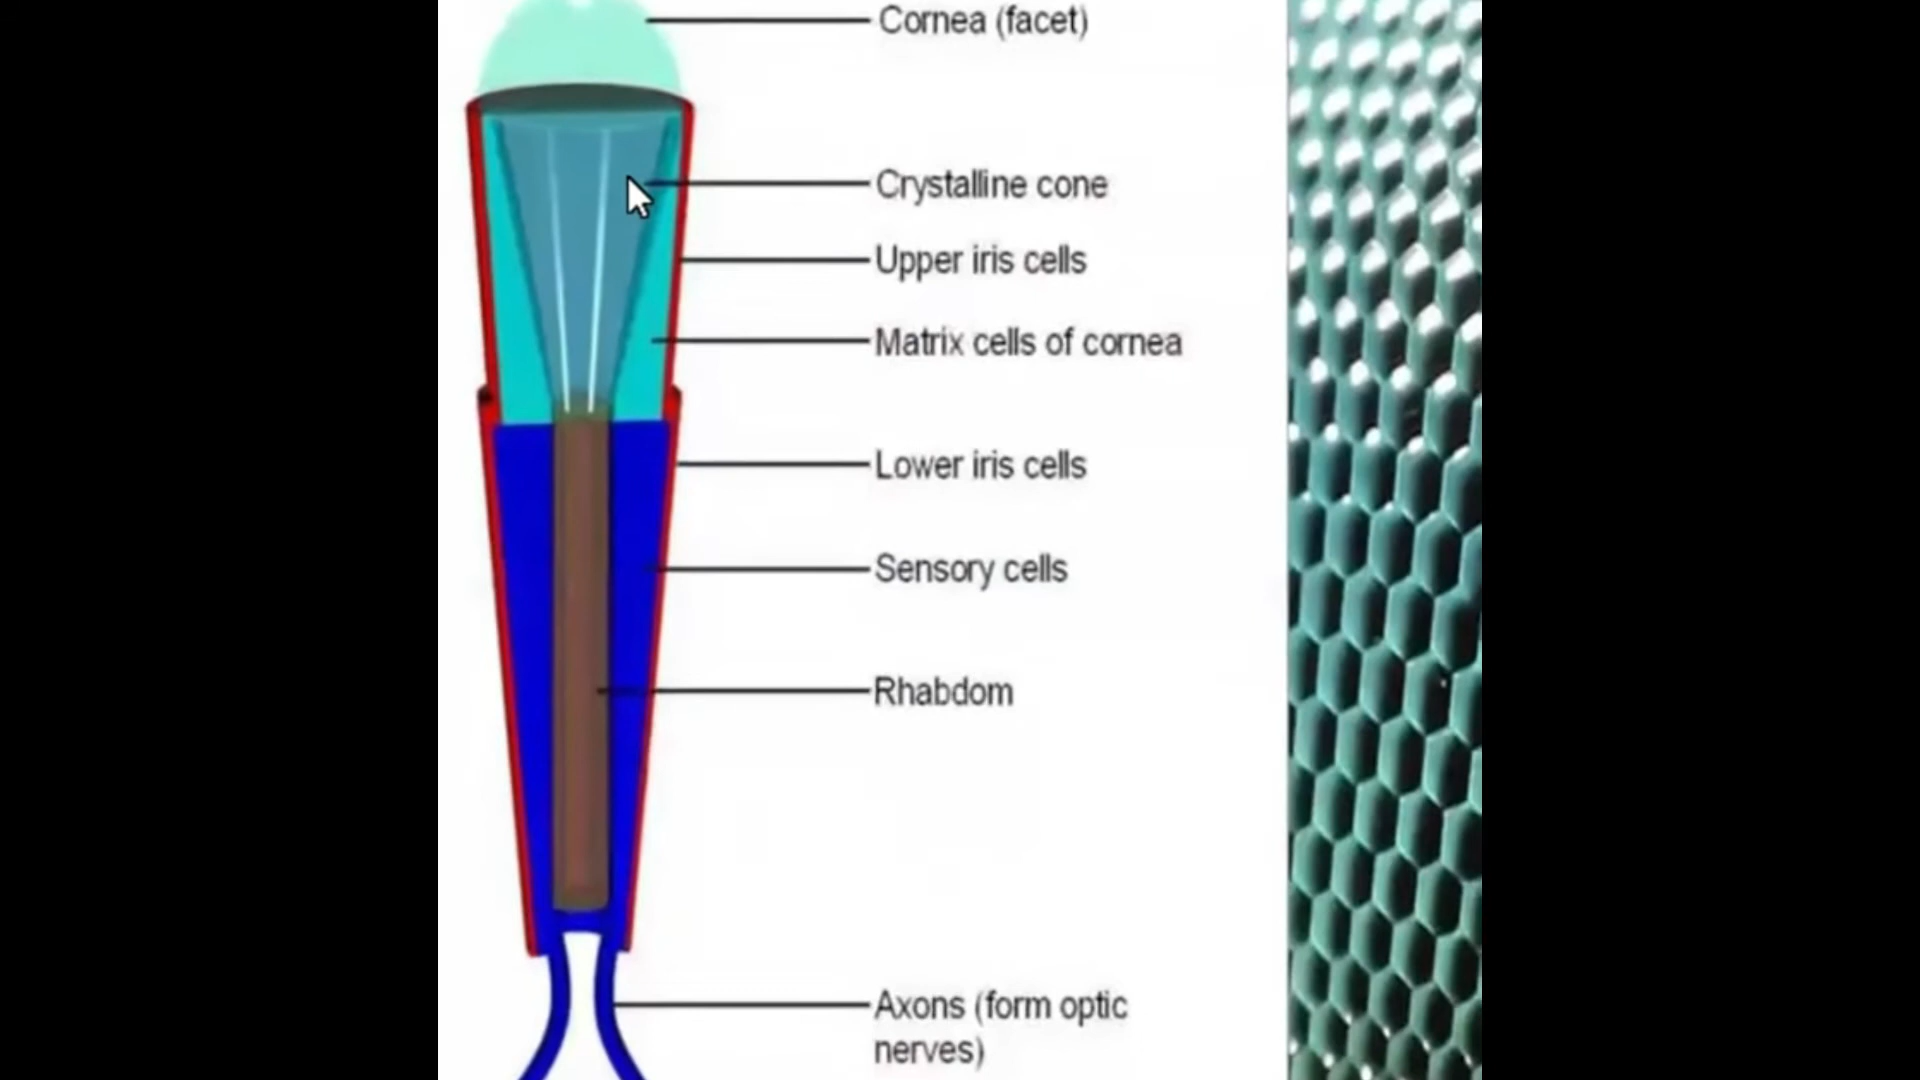 Cornea (facet)
Crystalline cone
Upper iris cells
Matrix cells of cornea
Lower iris cells
Sensory cells
Rhabdom
Axons (form optic
nerves)